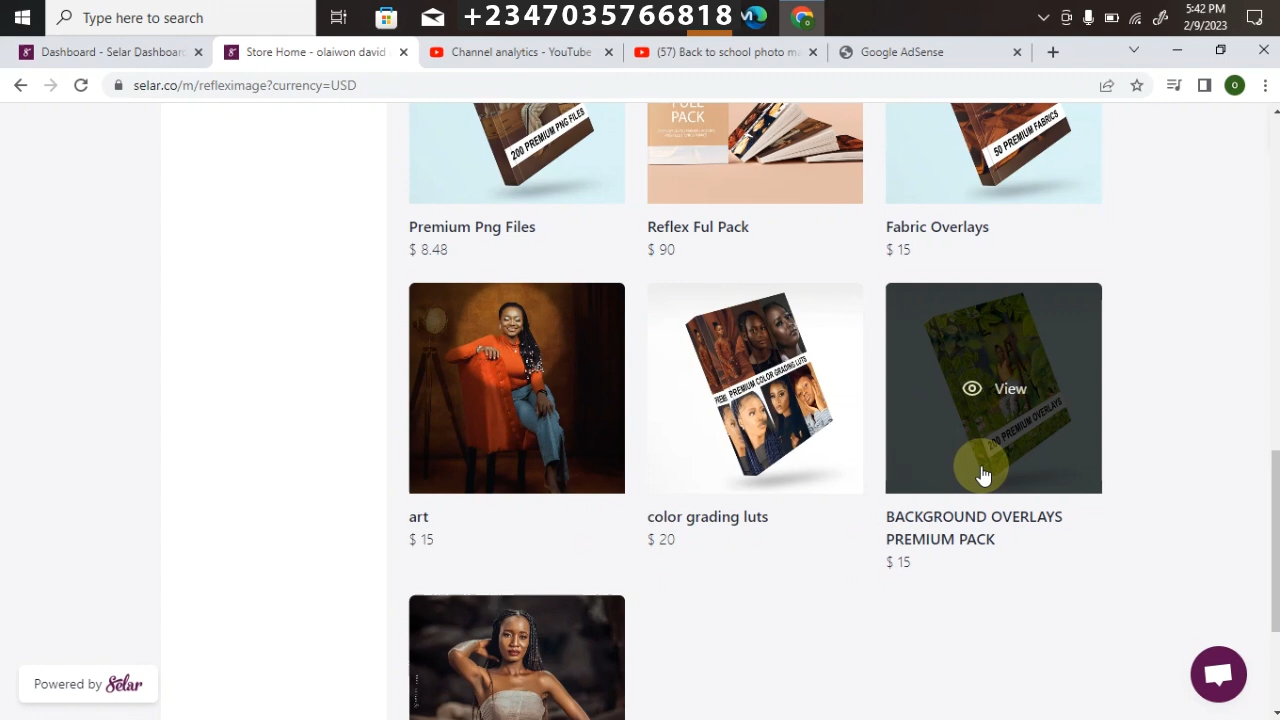 Type here to search
+2347035766818
5:42 PM
2/9/2023
Dashboard - Selar Dashboard
Store Home - olaiwon david
Channel analytics - YouTube
(57) Back to school photo ma
Google AdSense
selar.co/m/refleximage?currency=USD
200 PREMIUM PNG FILES
FULL
PACK
50 PREMIUM FABRICS
Premium Png Files
$ 8.48
Reflex Ful Pack
$ 90
Fabric Overlays
$ 15
PREMIUM COLOR GRADING LUTS
View
200 PREMIUM OVERLAYS
art
$ 15
color grading luts
$ 20
BACKGROUND OVERLAYS
PREMIUM PACK
$ 15
Powered by Selar